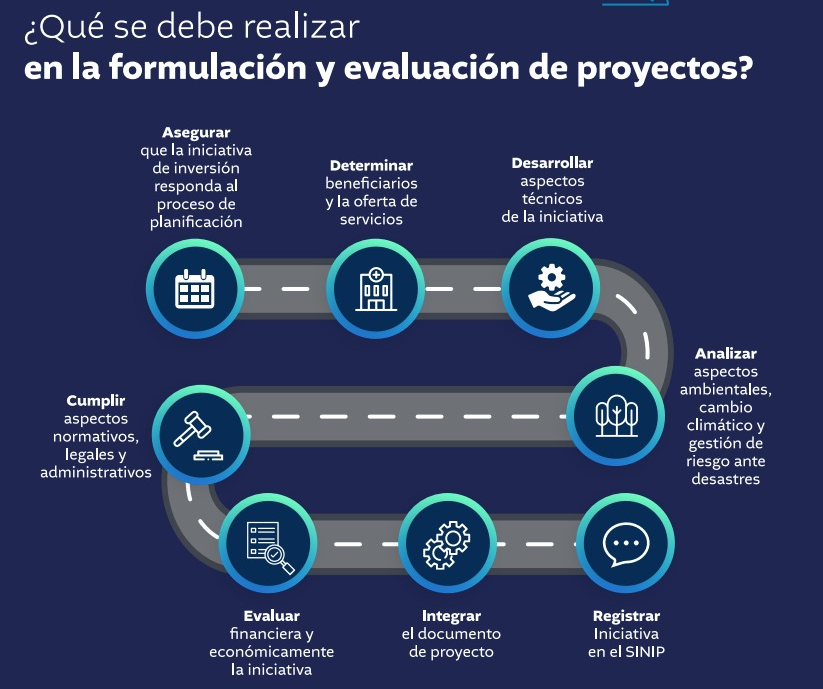 ¿Qué se debe realizar
en la formulación y evaluación de proyectos?
Asegurar
que la iniciativa
de inversión
responda al
proceso de
planificación
Determinar
beneficiarios
y la oferta de
servicios
Desarrollar
aspectos
técnicos
de la iniciativa
Analizar
aspectos
ambientales,
cambio
climático y
gestión de
riesgo ante
desastres
Cumplir
aspectos
normativos,
legales y
administrativos
Evaluar
financiera y
económicamente
la iniciativa
Integrar
el documento
de proyecto
Registrar
Iniciativa
en el SINIP